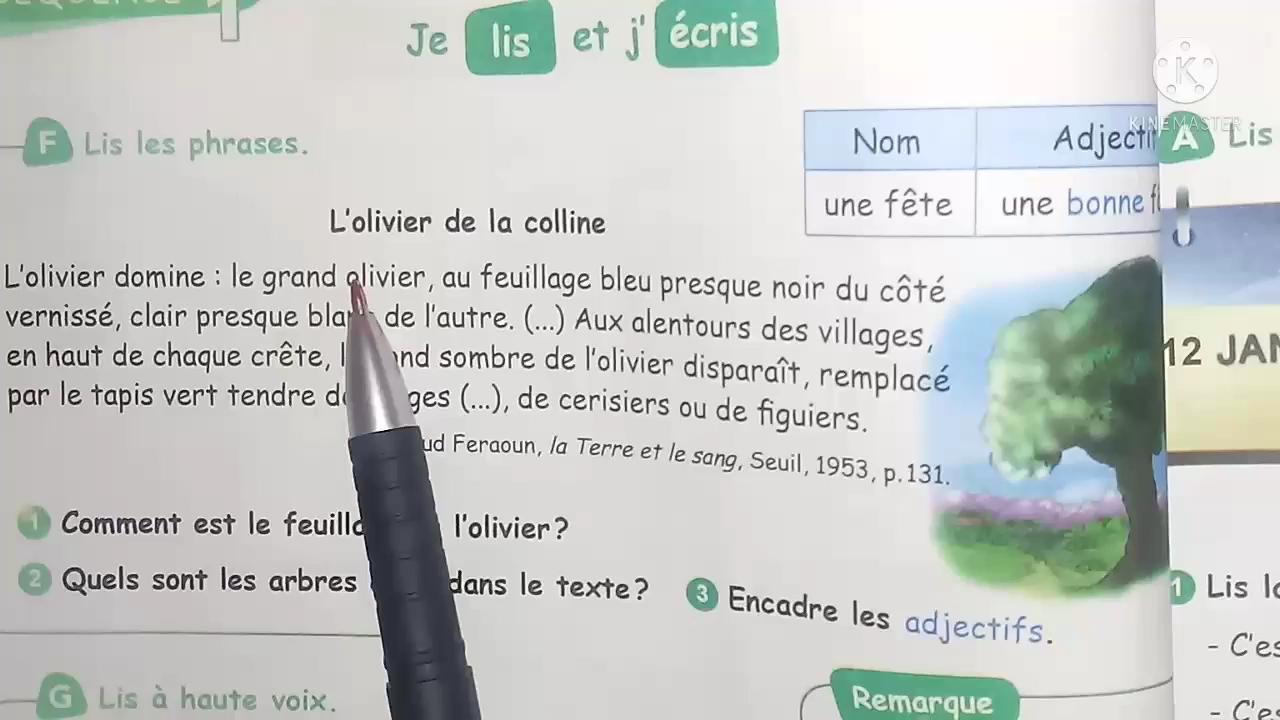 Je lis et j'écris
F Lis les phrases.
Nom
une fête une bonne
L'olivier de la colline
L'olivier domine : le grand olivier, au feuillage bleu presque noir du côté
vernissé, clair presque de l'autre. (...) Aux alentours des villages,
en haut de chaque crête, sombre de l'olivier disparaît, remplacé
par le tapis vert tendre (...), de cerisiers ou de figuiers.
Feraoun, la Terre et le sang, Seuil, 1953, p.131.
1 Comment est le l'olivier ?
2 Quels sont les arbres dans le texte ?
3 Encadre les adjectifs.
G Lis à haute voix.
Remarque
K
KINEMASTER
A Lis
12
1 Lis